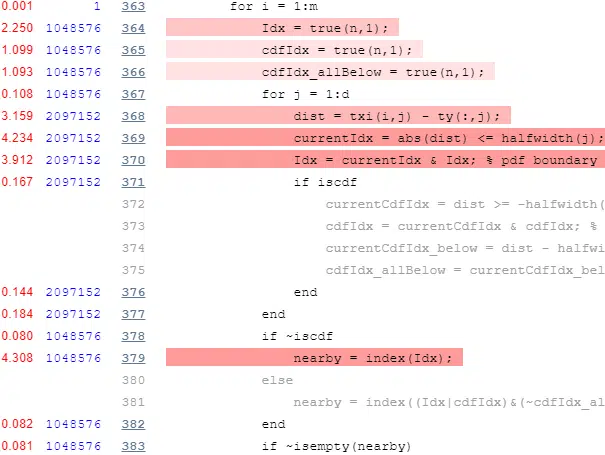 0.001 1 363 for i = 1:m
2.250 1048576 364 Idx = true(n,1);
1.099 1048576 365 cdfIdx = true(n,1);
1.093 1048576 366 cdfIdx_allBelow = true(n,1);
0.108 1048576 367 for j = 1:d
3.159 2097152 368 dist = txi(i,j) - ty(:,j);
4.234 2097152 369 currentIdx = abs(dist) <= halfwidth(j);
3.912 2097152 370 Idx = currentIdx & Idx; % pdf boundary
0.167 2097152 371 if iscdf
372 currentCdfIdx = dist >= -halfwidth(
373 cdfIdx = currentCdfIdx & cdfIdx; %
374 currentCdfIdx_below = dist - halfwi
375 cdfIdx_allBelow = currentCdfIdx_bel
0.144 2097152 376 end
0.184 2097152 377 end
0.080 1048576 378 if ~iscdf
4.308 1048576 379 nearby = index(Idx);
380 else
381 nearby = index((Idx|cdfIdx)&(~cdfIdx_al
0.082 1048576 382 end
0.081 1048576 383 if ~isempty(nearby)